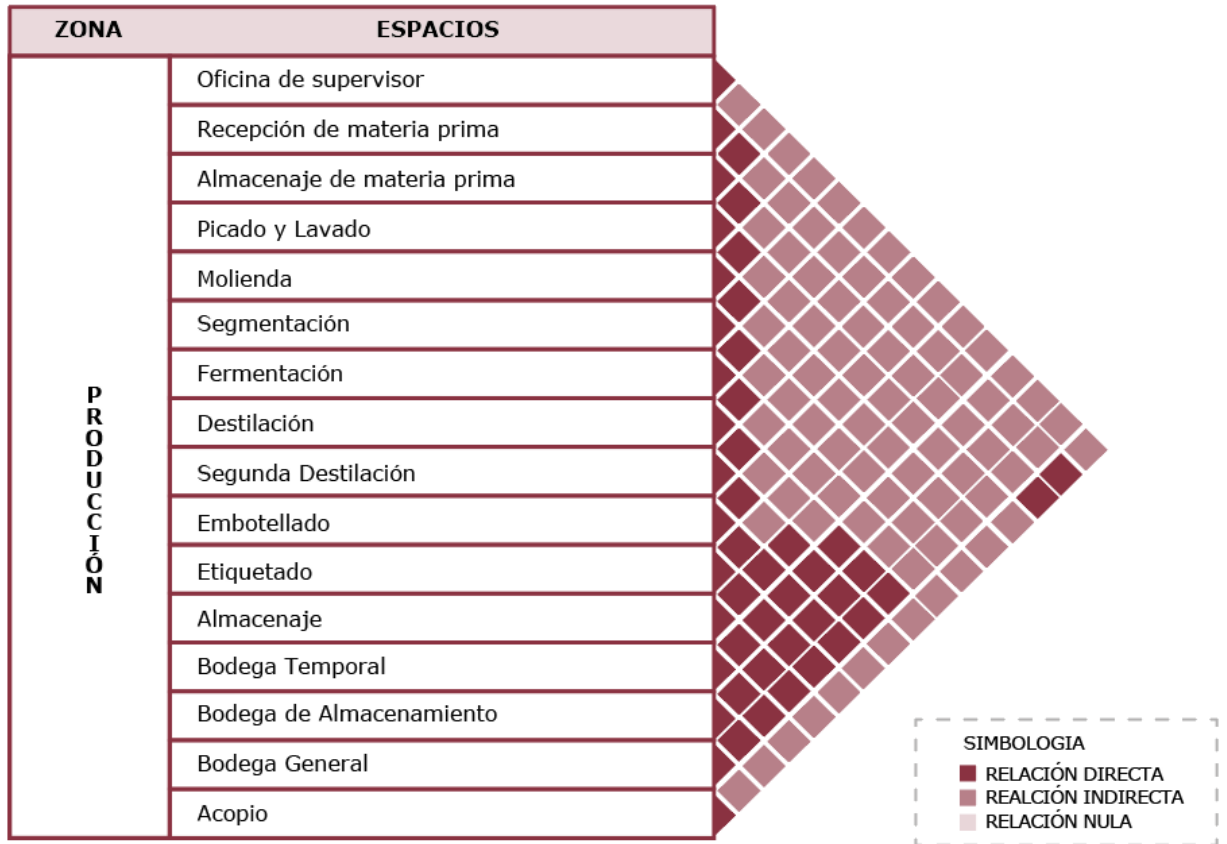 ZONA ESPACIOS
PRODUCCIÓN
Oficina de supervisor
Recepción de materia prima
Almacenaje de materia prima
Picado y Lavado
Molienda
Segmentación
Fermentación
Destilación
Segunda Destilación
Embotellado
Etiquetado
Almacenaje
Bodega Temporal
Bodega de Almacenamiento
Bodega General
Acopio
SIMBOLOGIA
RELACIÓN DIRECTA
REALCIÓN INDIRECTA
RELACIÓN NULA